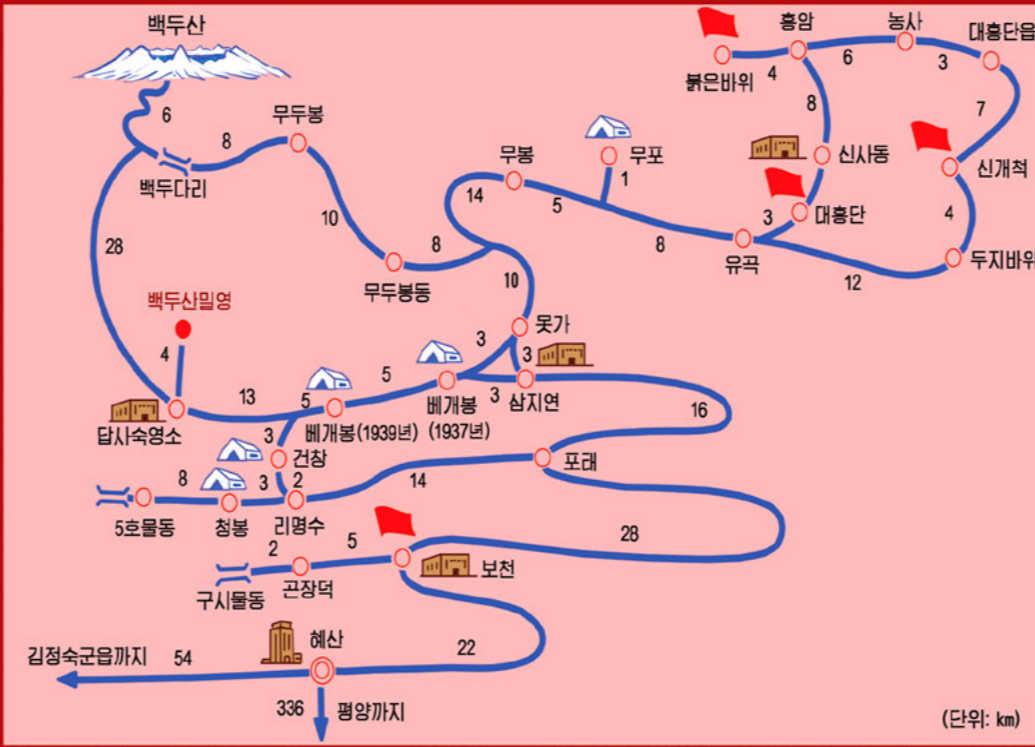 백두산
6
8
무두봉
백두다리
28
10
8
무두봉동
14
무봉
5
1
무포
8
유곡
3
대홍단
신사동
8
붉은바위
4
흥암
6
농사
3
대홍단읍
7
신개척
4
두지바위
12
10
못가
3
3
3
삼지연
백두산밀영
4
답사숙영소
13
5
5
베개봉(1939년)
베개봉
(1937년)
3
건창
16
포태
8
3
2
14
5호물동
청봉
리명수
28
2
5
보천
구시물동
곤장덕
혜산
22
김정숙군읍까지
54
336
평양까지
(단위: km)